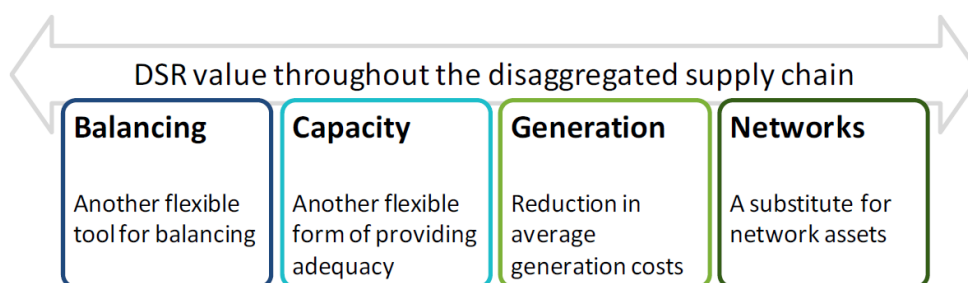 DSR value throughout the disaggregated supply chain
Balancing
Another flexible
tool for balancing
Capacity
Another flexible
form of providing
adequacy
Generation
Reduction in
average
generation costs
Networks
A substitute for
network assets